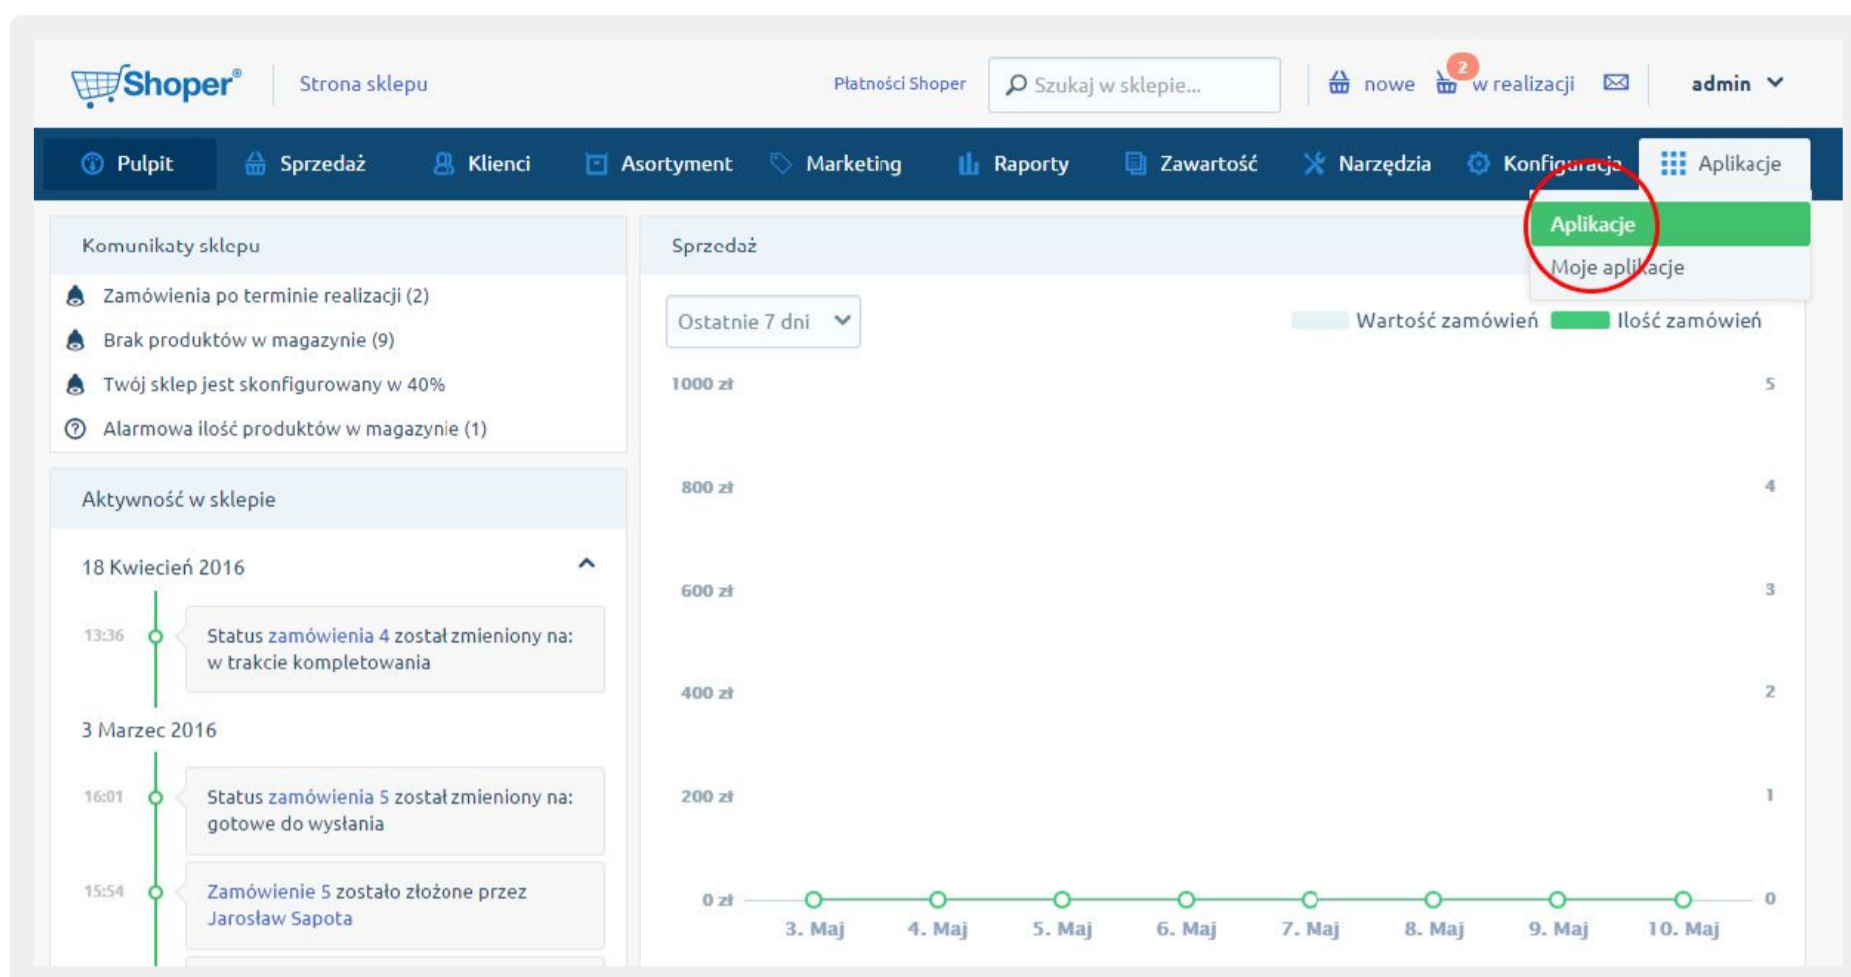 Shoper®
Strona sklepu
Płatności Shoper
Szukaj w sklepie...
nowe
2
w realizacji
admin
Pulpit
Sprzedaż
Klienci
Asortyment
Marketing
Raporty
Zawartość
Narzędzia
Konfiguracja
Aplikacje
Aplikacje
Moje aplikacje
Komunikaty sklepu
Zamówienia po terminie realizacji (2)
Brak produktów w magazynie (9)
Twój sklep jest skonfigurowany w 40%
Alarmowa ilość produktów w magazynie (1)
Aktywność w sklepie
18 Kwiecień 2016
13:36
Status zamówienia 4 został zmieniony na:
w trakcie kompletowania
3 Marzec 2016
16:01
Status zamówienia 5 został zmieniony na:
gotowe do wysłania
15:54
Zamówienie 5 zostało złożone przez
Jarosław Sapota
Sprzedaż
Ostatnie 7 dni
Wartość zamówień
Ilość zamówień
1000 zł
5
800 zł
4
600 zł
3
400 zł
2
200 zł
1
0 zł
0
3. Maj
4. Maj
5. Maj
6. Maj
7. Maj
8. Maj
9. Maj
10. Maj